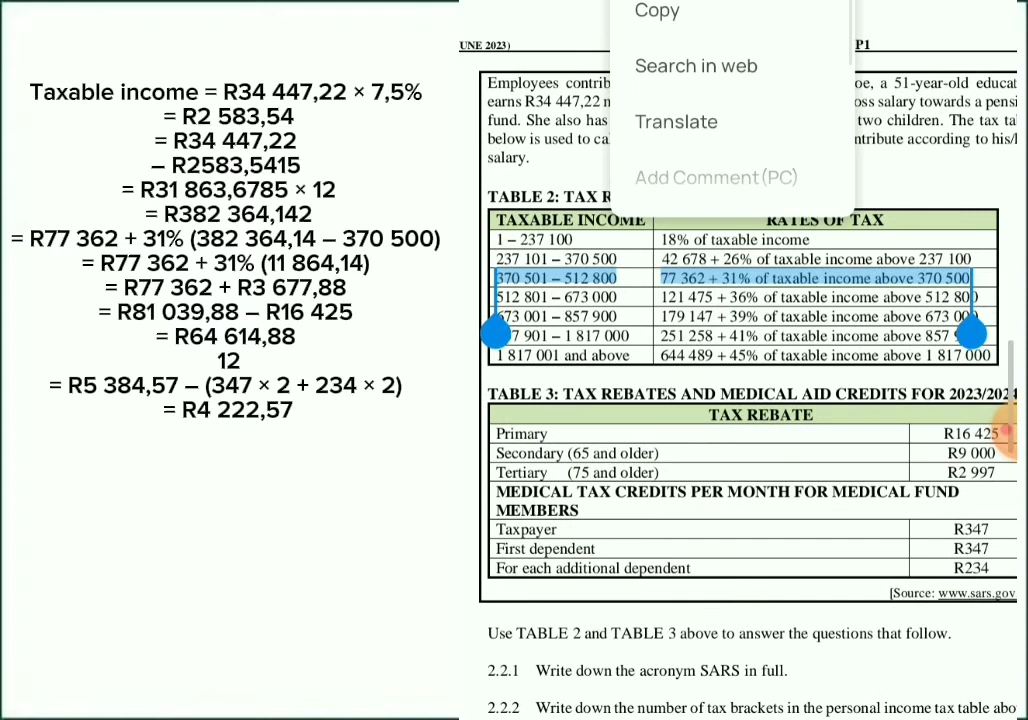 Taxable income = R34 447,22 × 7,5%
= R2 583,54
= R34 447,22
– R2583,5415
= R31 863,6785 × 12
= R382 364,142
= R77 362 + 31% (382 364,14 – 370 500)
= R77 362 + 31% (11 864,14)
= R77 362 + R3 677,88
= R81 039,88 – R16 425
= R64 614,88
12
= R5 384,57 – (347 × 2 + 234 × 2)
= R4 222,57
Copy
Search in web
Translate
Add Comment(PC)
UNE 2023) P1
Employees contrib oe, a 51-year-old educat
earns R34 447,22 oss salary towards a pensi
fund. She also has two children. The tax ta
below is used to ca ntribute according to his/
salary.
TABLE 2: TAX R
TAXABLE INCOME RATES OF TAX
1 – 237 100 18% of taxable income
237 101 – 370 500 42 678 + 26% of taxable income above 237 100
370 501 – 512 800 77 362 + 31% of taxable income above 370 500
512 801 – 673 000 121 475 + 36% of taxable income above 512 800
673 001 – 857 900 179 147 + 39% of taxable income above 673 000
7 901 – 1 817 000 251 258 + 41% of taxable income above 857
1 817 001 and above 644 489 + 45% of taxable income above 1 817 000
TABLE 3: TAX REBATES AND MEDICAL AID CREDITS FOR 2023/2024
TAX REBATE
Primary R16 425
Secondary (65 and older) R9 000
Tertiary (75 and older) R2 997
MEDICAL TAX CREDITS PER MONTH FOR MEDICAL FUND
MEMBERS
Taxpayer R347
First dependent R347
For each additional dependent R234
[Source: www.sars.gov
Use TABLE 2 and TABLE 3 above to answer the questions that follow.
2.2.1 Write down the acronym SARS in full.
2.2.2 Write down the number of tax brackets in the personal income tax table abo